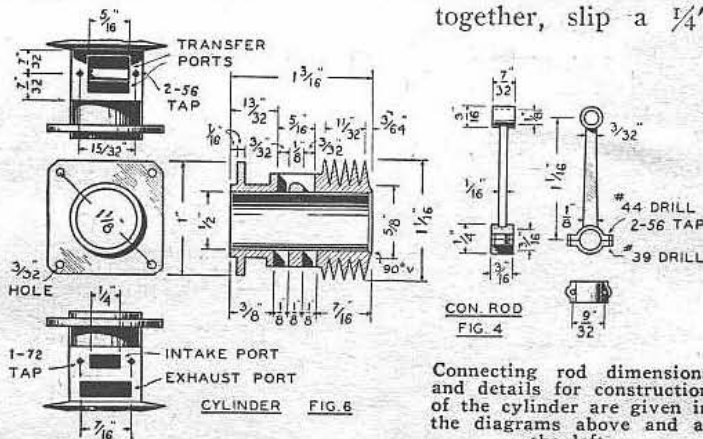 together, slip a 1/4"
5/16"
TRANSFER
PORTS
7/32"
7/32"
2-56
TAP
15/32"
1 3/16"
13/32"
5/16"
11/32"
3/64"
1/16"
3/32"
1/8"
3/32"
1"
1/2"
5/8"
1 1/16"
90° V
3/32"
HOLE
3/8"
1/8"
1/8"
1/8"
7/16"
1/4"
1-72
TAP
INTAKE PORT
EXHAUST PORT
7/16"
CYLINDER FIG. 6
7/32"
3/16"
1/8"
3/32"
1/16"
1 1/16"
1/8"
#44 DRILL
2-56 TAP
#39 DRILL
1/4"
3/16"
3/16"
9/32"
CON. ROD
FIG. 4
Connecting rod dimension
and details for construction
of the cylinder are given in
the diagrams above and a